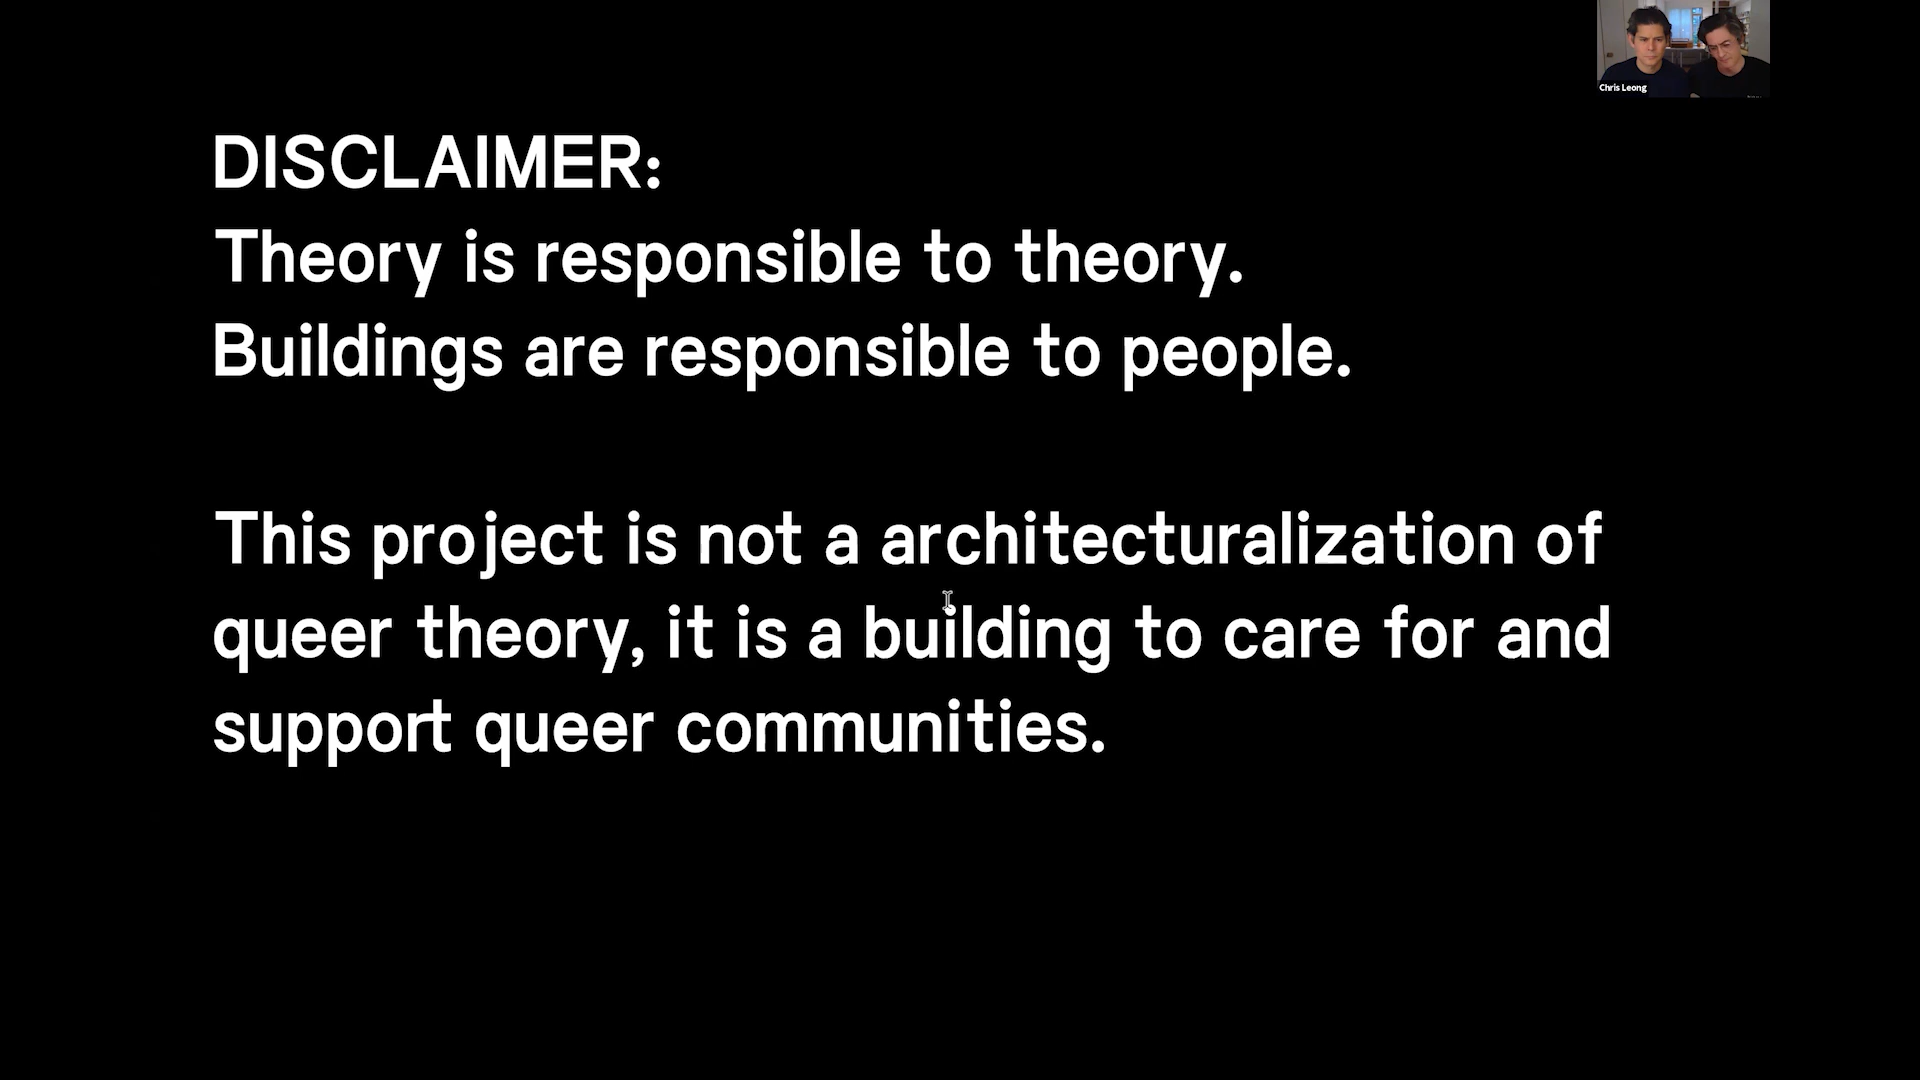 Chris Leong
DISCLAIMER:
Theory is responsible to theory.
Buildings are responsible to people.
This project is not a architecturalization of
queer theory, it is a building to care for and
support queer communities.